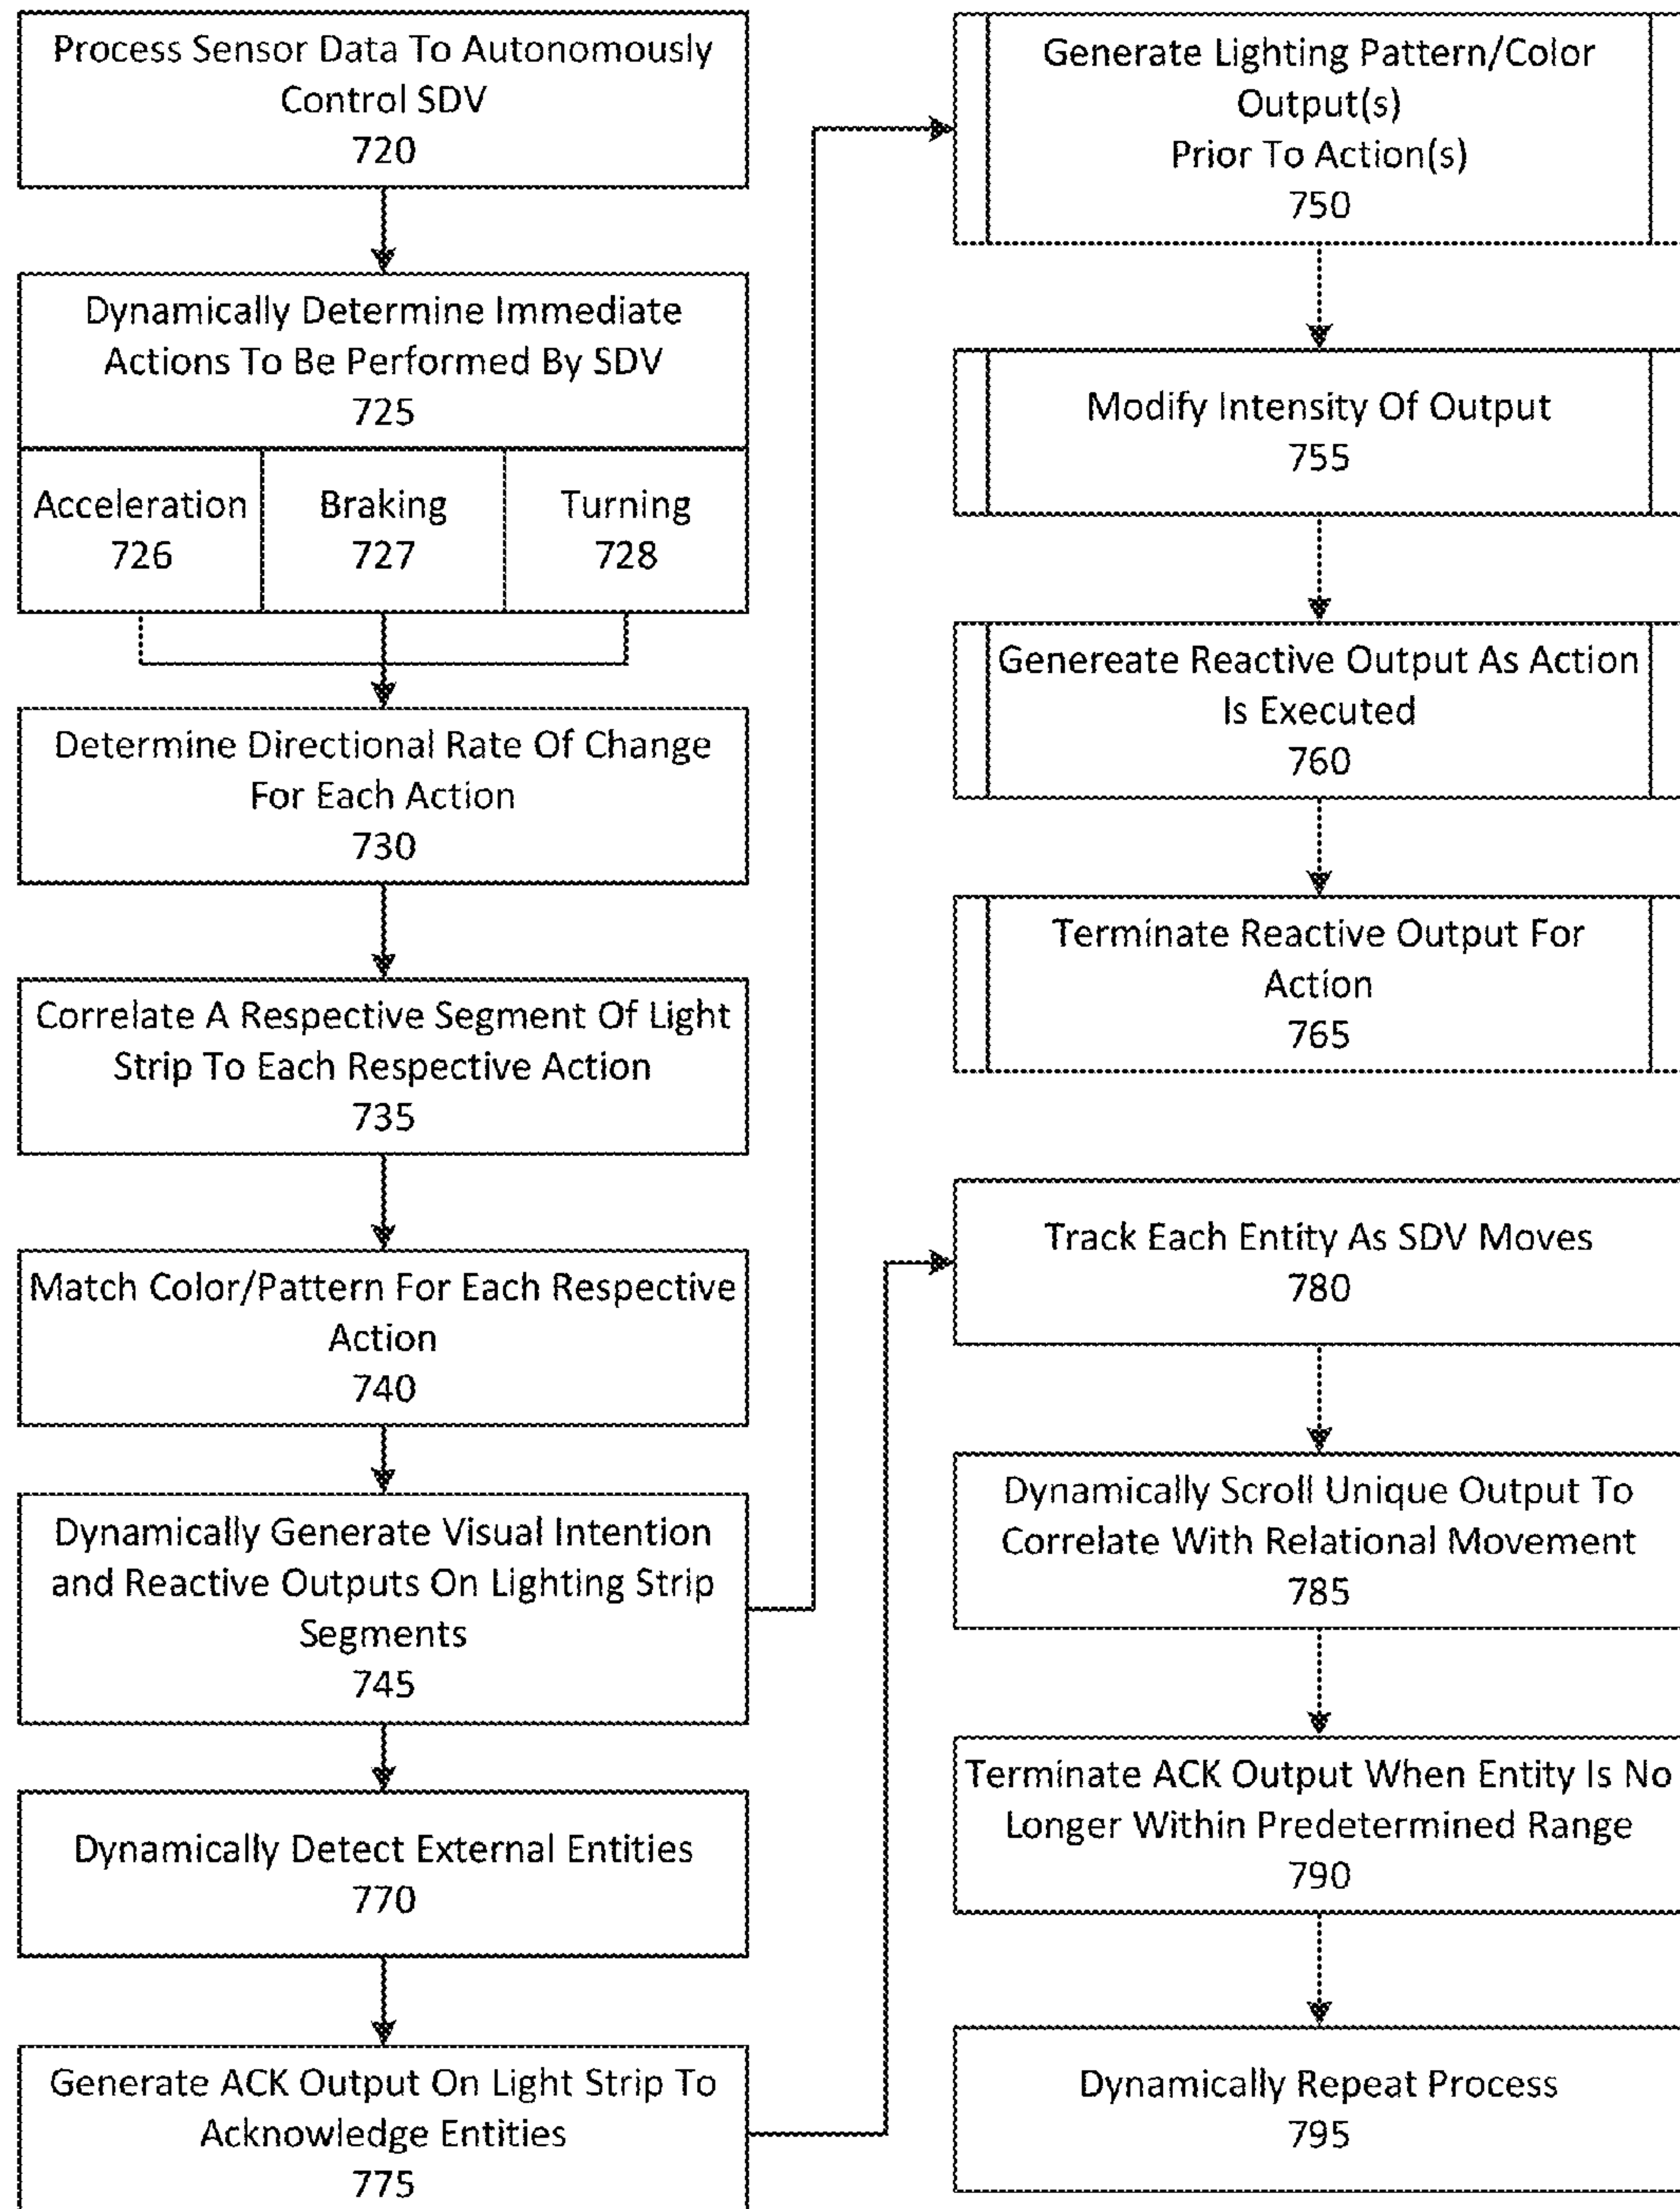 Process Sensor Data To Autonomously
Control SDV
720
Dynamically Determine Immediate
Actions To Be Performed By SDV
725
Acceleration
726
Braking
727
Turning
728
Determine Directional Rate Of Change
For Each Action
730
Correlate A Respective Segment Of Light
Strip To Each Respective Action
735
Match Color/Pattern For Each Respective
Action
740
Dynamically Generate Visual Intention
and Reactive Outputs On Lighting Strip
Segments
745
Dynamically Detect External Entities
770
Generate ACK Output On Light Strip To
Acknowledge Entities
775
Generate Lighting Pattern/Color
Output(s)
Prior To Action(s)
750
Modify Intensity Of Output
755
Genereate Reactive Output As Action
Is Executed
760
Terminate Reactive Output For
Action
765
Track Each Entity As SDV Moves
780
Dynamically Scroll Unique Output To
Correlate With Relational Movement
785
Terminate ACK Output When Entity Is No
Longer Within Predetermined Range
790
Dynamically Repeat Process
795